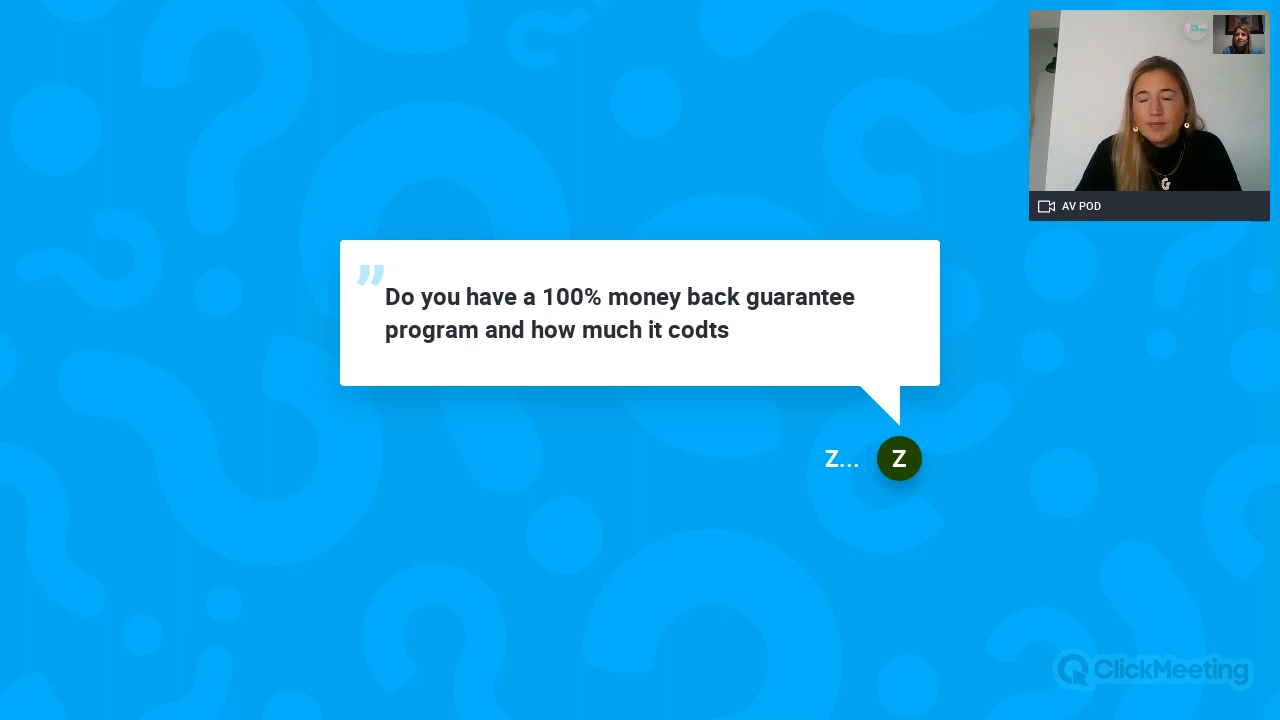 AV POD
”
Do you have a 100% money back guarantee
program and how much it codts
Z... Z
ClickMeeting